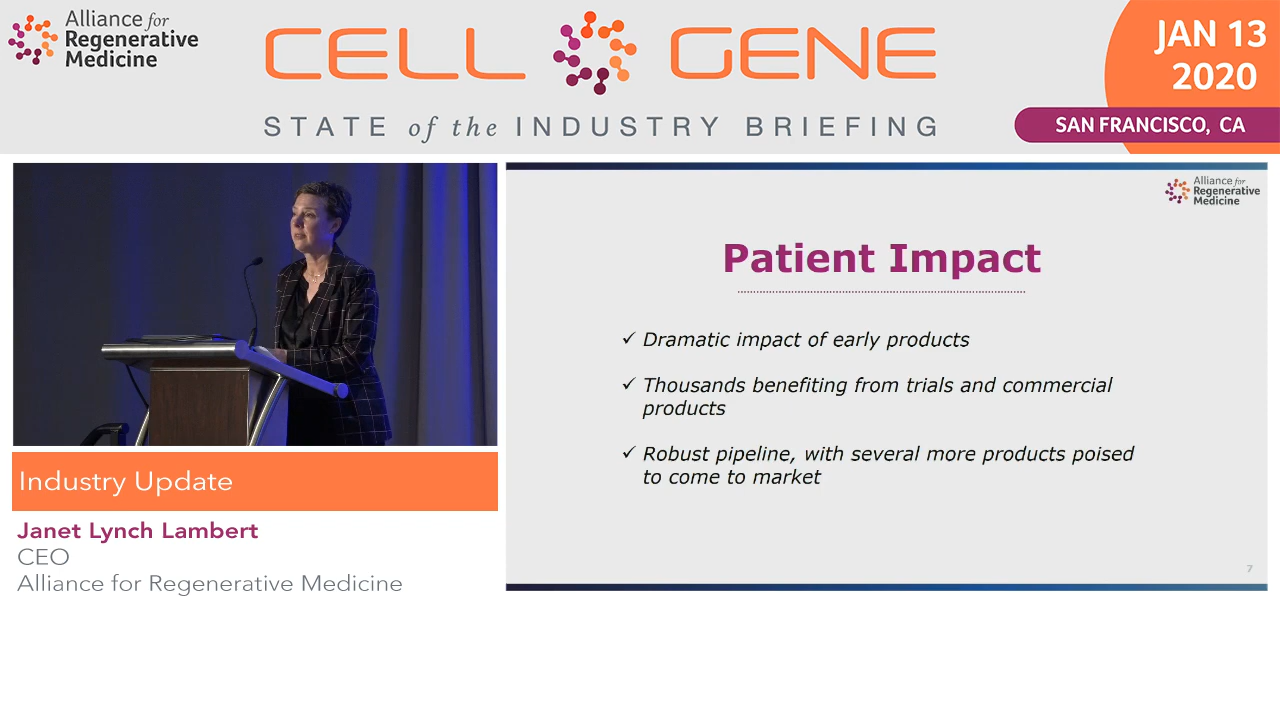 Alliance for
Regenerative
Medicine
CELL GENE
STATE of the INDUSTRY BRIEFING
JAN 13
2020
SAN FRANCISCO, CA
Alliance for
Regenerative
Medicine
Patient Impact
✓ Dramatic impact of early products
✓ Thousands benefiting from trials and commercial
products
✓ Robust pipeline, with several more products poised
to come to market
7
Industry Update
Janet Lynch Lambert
CEO
Alliance for Regenerative Medicine